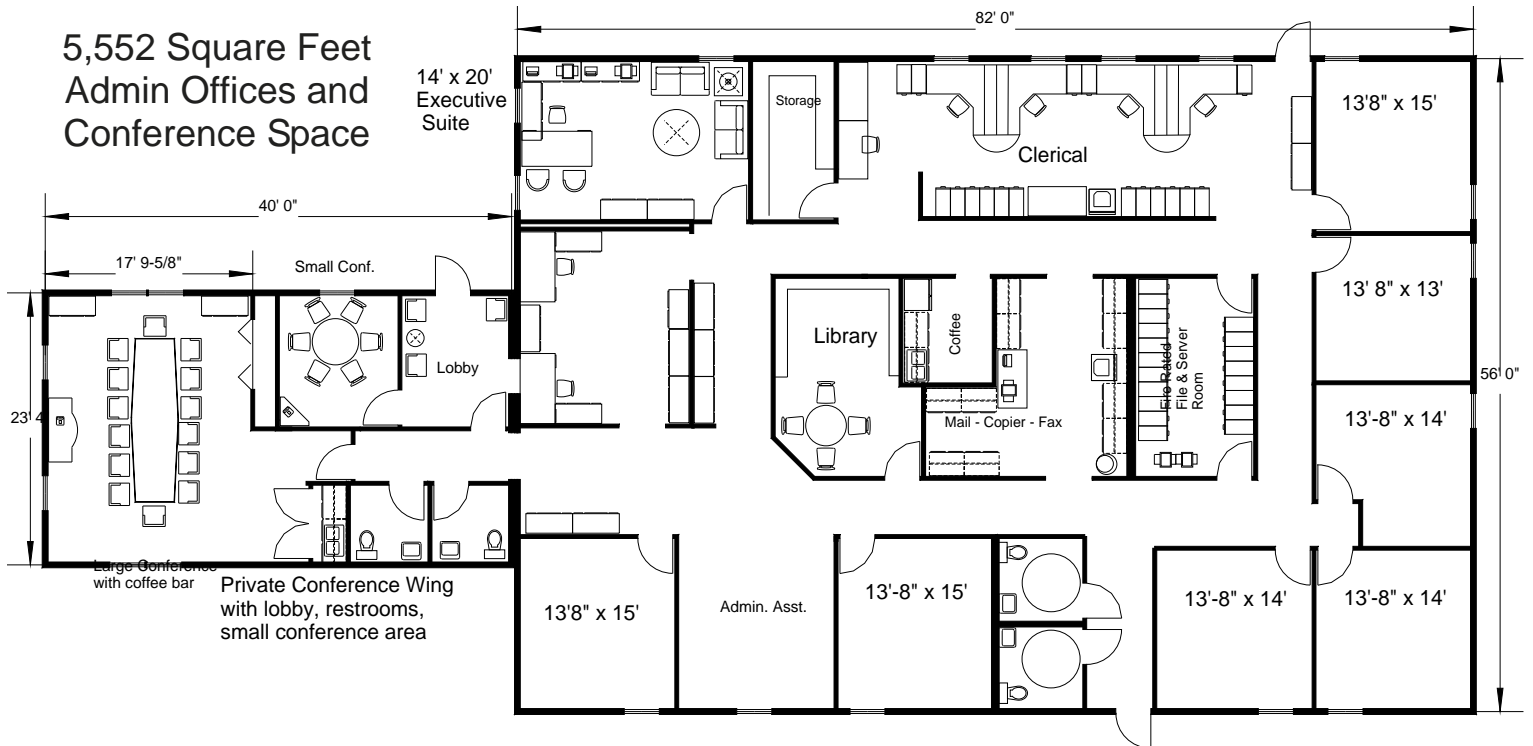 5,552 Square Feet
Admin Offices and
Conference Space
82' 0"
14' x 20'
Executive
Suite
Storage
Clerical
13'8" x 15'
40' 0"
17' 9-5/8"
Small Conf.
Lobby
23' 4
Library
Coffee
Mail - Copier - Fax
Fire Rated
File & Server
Room
13' 8" x 13'
56' 0"
13'-8" x 14'
Large Conference
with coffee bar
Private Conference Wing
with lobby, restrooms,
small conference area
13'8" x 15'
Admin. Asst.
13'-8" x 15'
13'-8" x 14'
13'-8" x 14'